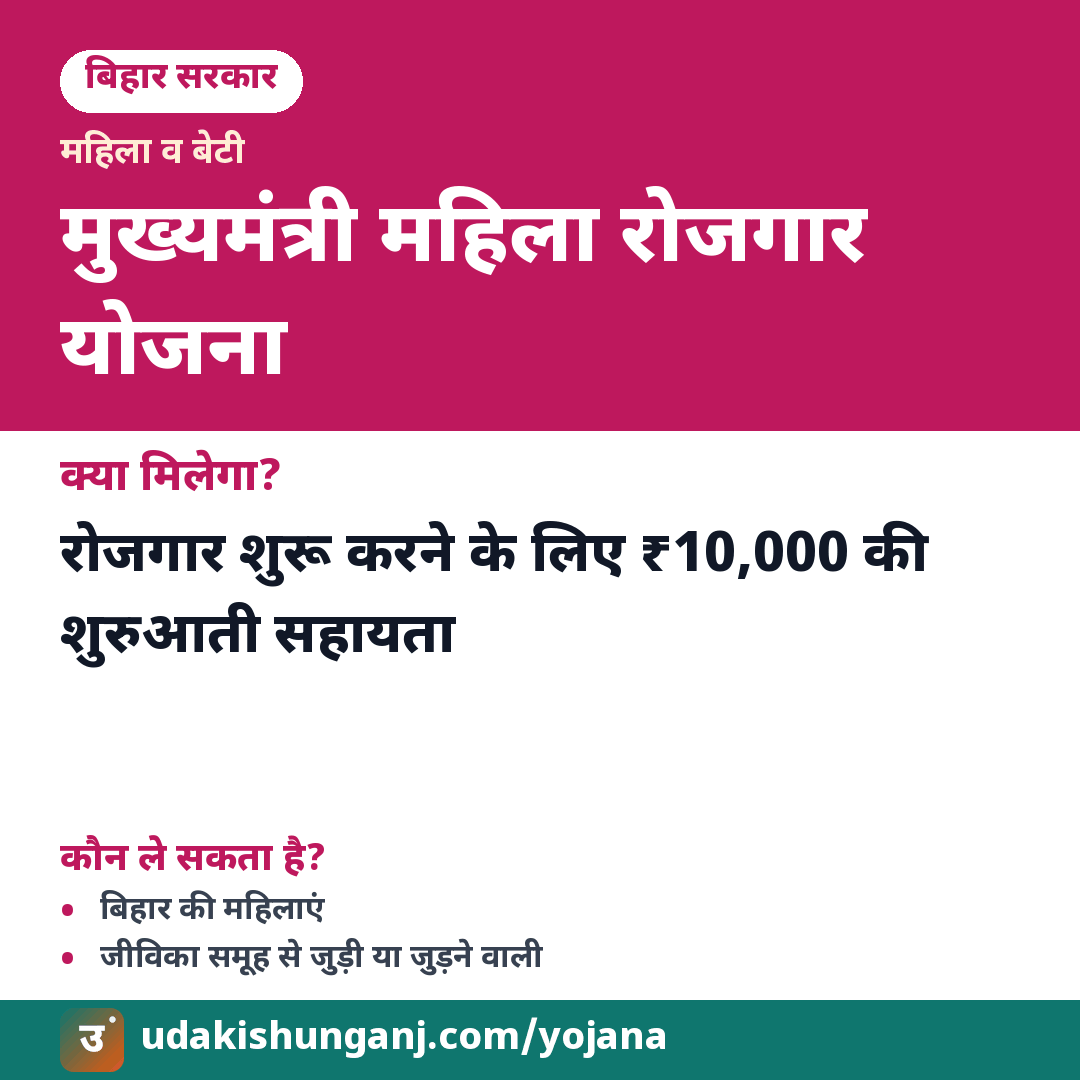 बिहार सरकार
महिला व बेटी
मुख्यमंत्री महिला रोजगार
योजना
क्या मिलेगा?
रोजगार शुरू करने के लिए ₹10,000 की
शुरुआती सहायता
कौन ले सकता है?
• बिहार की महिलाएं
• जीविका समूह से जुड़ी या जुड़ने वाली
उ udakishunganj.com/yojana